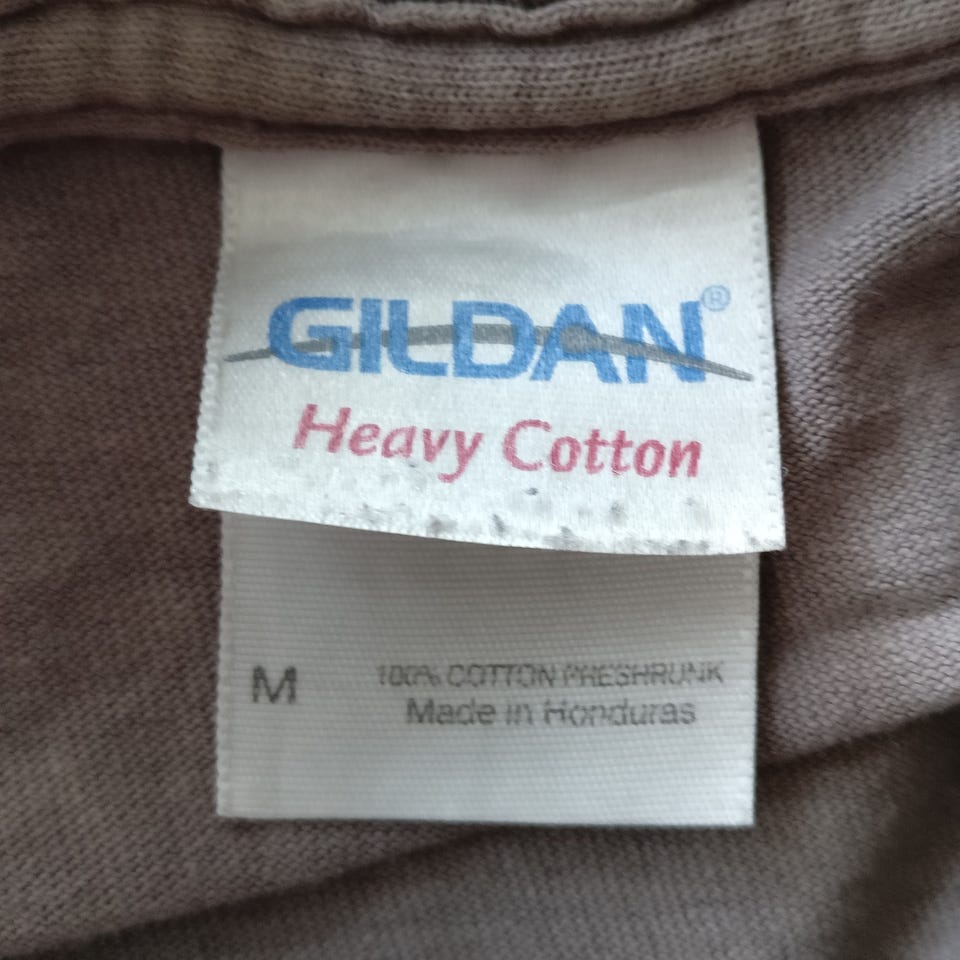 GILDAN®
Heavy Cotton
M 100% COTTON PRESHRUNK
Made in Honduras